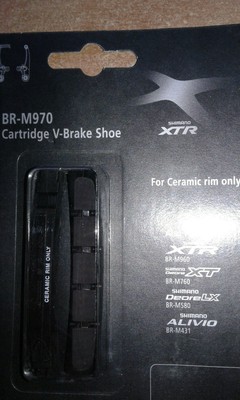 BR-M970
Cartridge V-Brake Shoe
SHIMANO
XTR
For Ceramic rim only
CERAMIC RIM ONLY
XTR
BR-M960
SHIMANO
Deore XT
BR-M760
SHIMANO
Deore LX
BR-M580
SHIMANO
ALIVIO
BR-M431